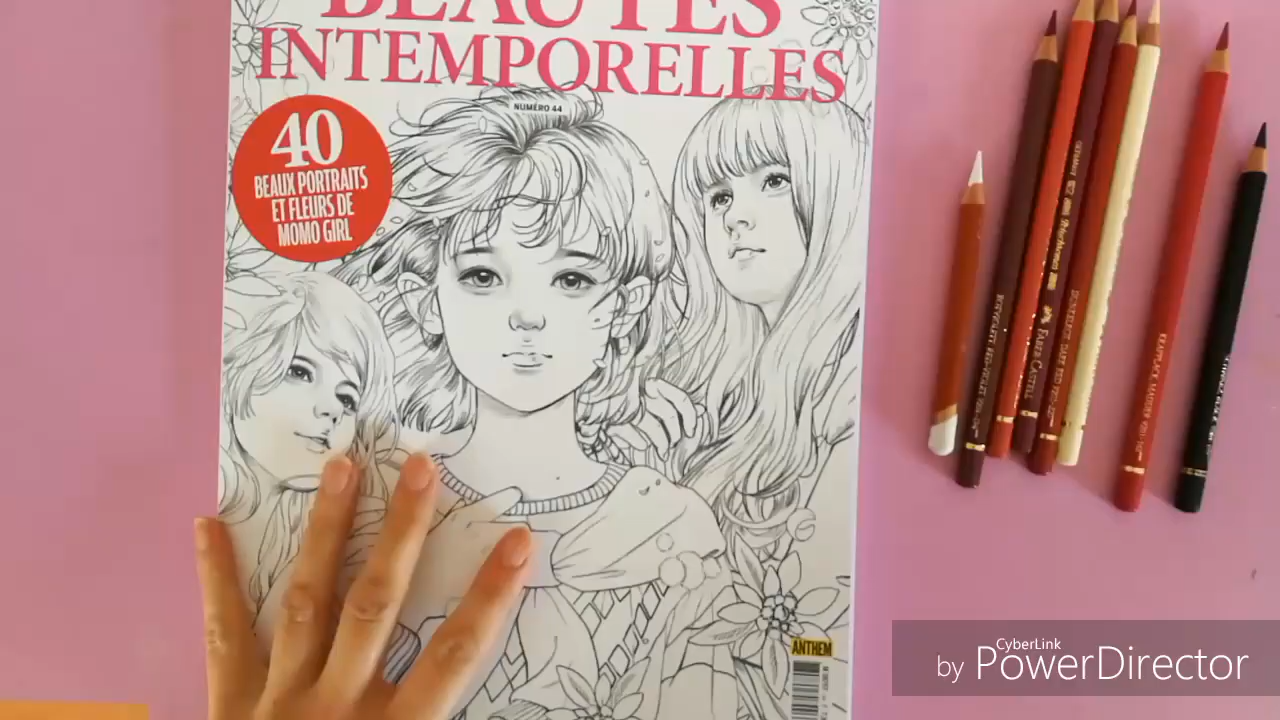 BEAUTÉS
INTEMPORELLES
NUMÉRO 44
40
BEAUX PORTRAITS
ET FLEURS DE
MOMO GIRL
FABER CASTELL
ANTHEM
CyberLink
by PowerDirector